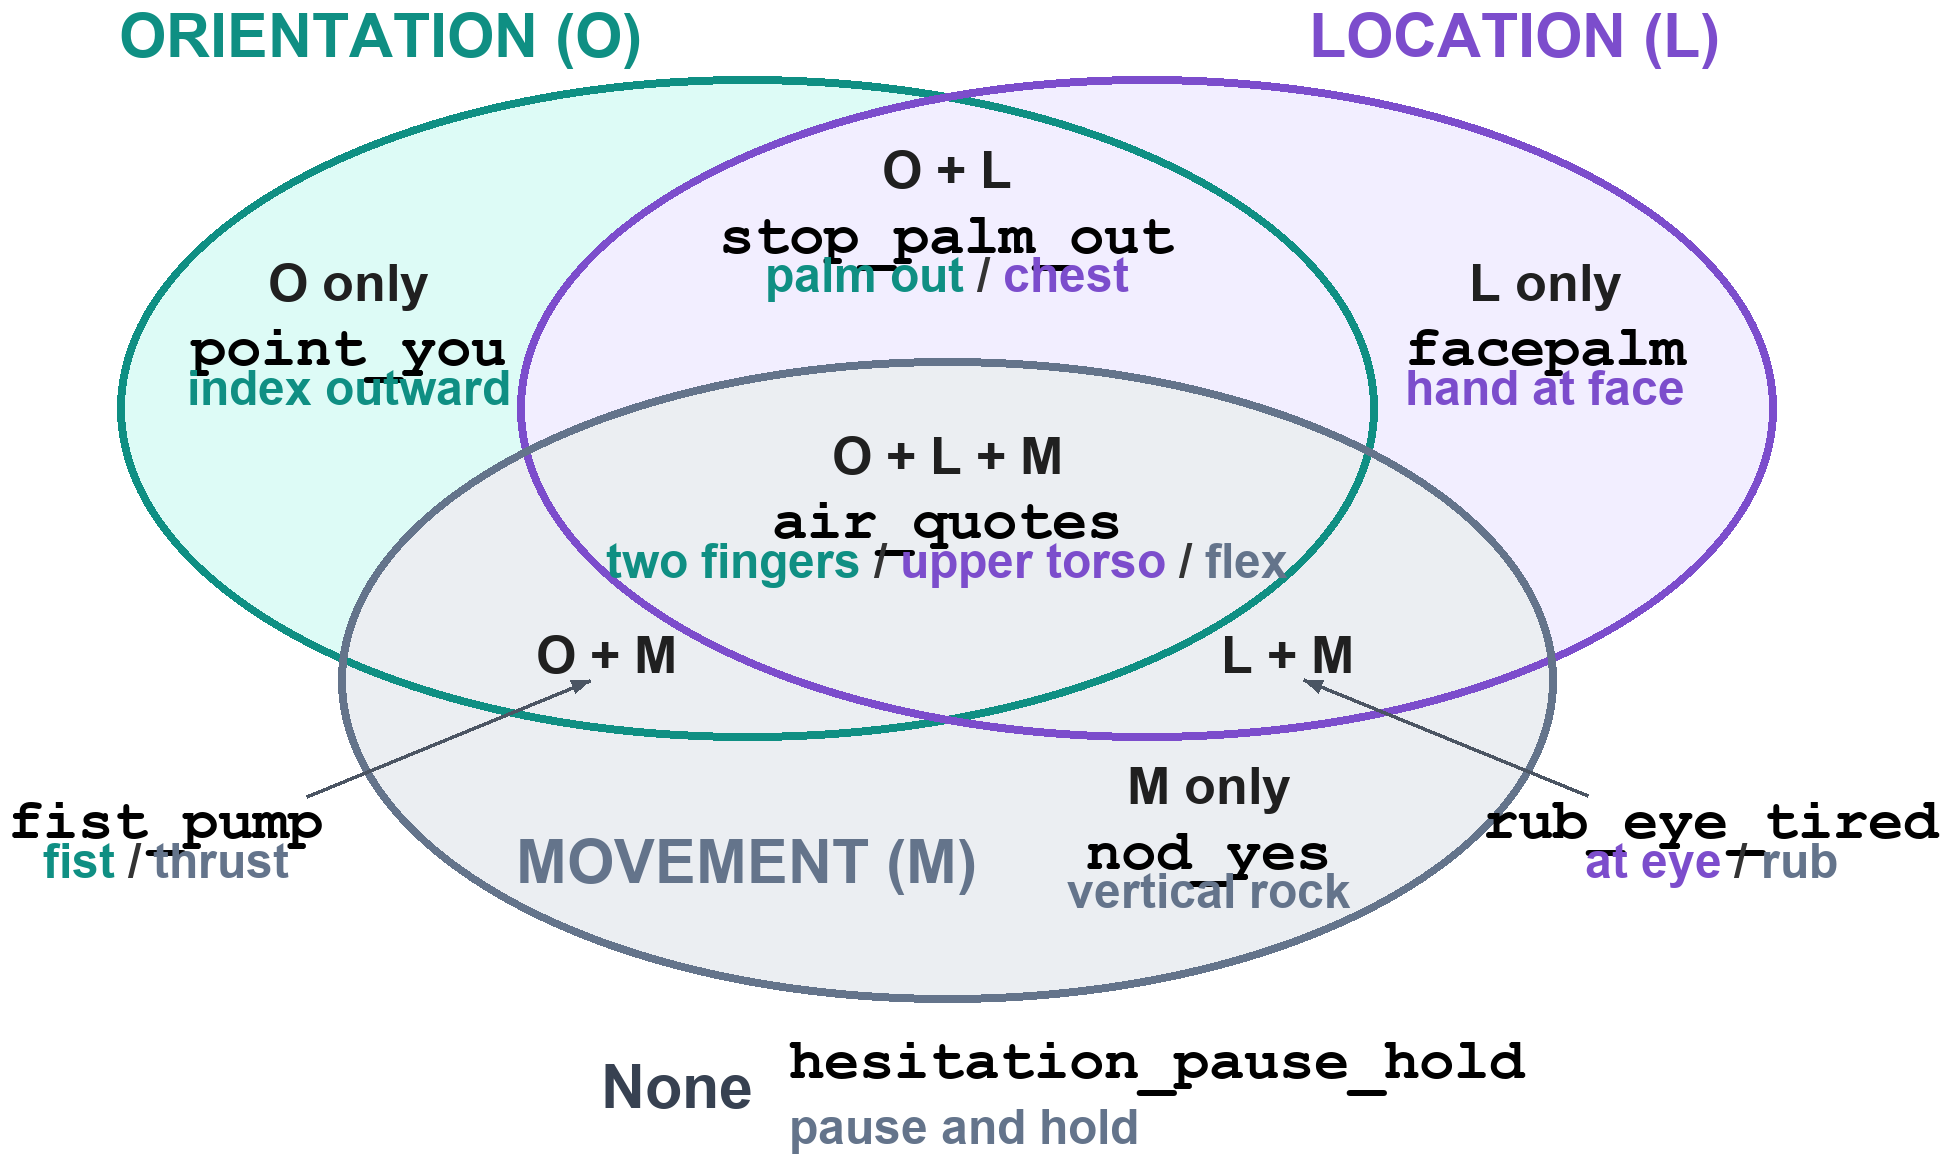 ORIENTATION (O)
LOCATION (L)
O + L
stop_palm_out
palm out / chest
O only
point_you
index outward
L only
facepalm
hand at face
O + L + M
air_quotes
two fingers / upper torso / flex
O + M
L + M
fist_pump
fist / thrust
MOVEMENT (M)
M only
nod_yes
vertical rock
rub_eye_tired
at eye / rub
None
hesitation_pause_hold
pause and hold